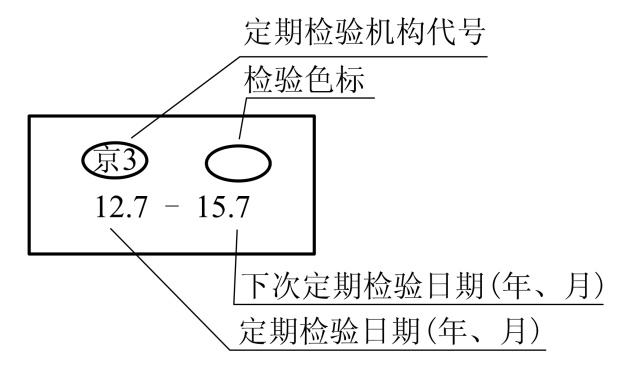 定期检验机构代号
检验色标
京3
12.7 - 15.7
下次定期检验日期(年、月)
定期检验日期(年、月)